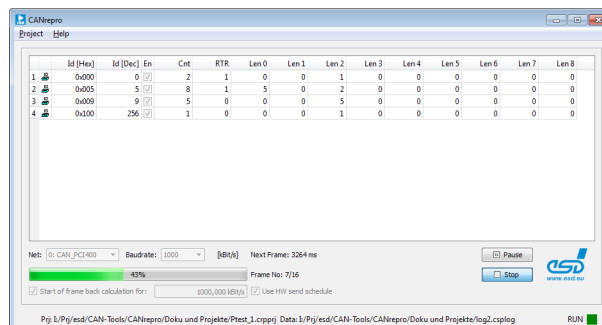 CANrepro
Project Help
Id [Hex] Id [Dec] En Cnt RTR Len 0 Len 1 Len 2 Len 3 Len 4 Len 5 Len 6 Len 7 Len 8
1 0x000 0 2 1 0 0 1 0 0 0 0 0 0
2 0x005 5 8 1 5 0 2 0 0 0 0 0 0
3 0x009 9 5 0 0 0 5 0 0 0 0 0 0
4 0x100 256 1 0 0 0 1 0 0 0 0 0 0
Net: 0: CAN_PCI400 Baudrate: 1000 [kBit/s] Next Frame: 3264 ms Pause
43% Frame No: 7/16 Stop
esd
Start of frame back calculation for: 1000,000 kBit/s Use HW send schedule www.esd.eu
Prj: I:/Prj/esd/CAN-Tools/CANrepro/Doku und Projekte/Ptest_1.crpprj Data: I:/Prj/esd/CAN-Tools/CANrepro/Doku und Projekte/log2.csplog RUN